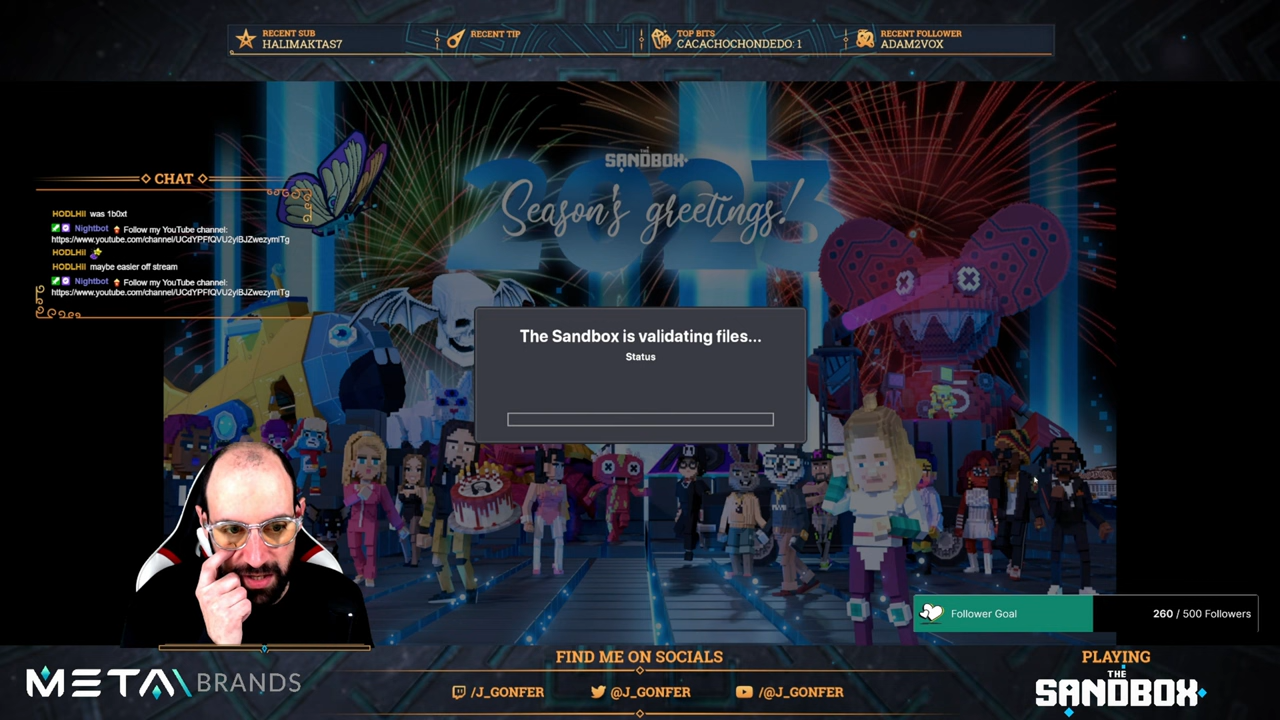 RECENT SUB
HALIMAKTAS7
RECENT TIP
TOP BITS
CACACHOCHONDEDO: 1
RECENT FOLLOWER
ADAM2VOX
THE
SANDBOX
2023
Season's greetings!
CHAT
HODLHII was 1b0xt
Nightbot Follow my YouTube channel:
https://www.youtube.com/channel/UCdYPFfQVU2ylBJZwezymITg
HODLHII
HODLHII maybe easier off stream
Nightbot Follow my YouTube channel:
https://www.youtube.com/channel/UCdYPFfQVU2ylBJZwezymITg
The Sandbox is validating files...
Status
Follower Goal
260 / 500 Followers
FIND ME ON SOCIALS
/J_GONFER
@J_GONFER
/@J_GONFER
META BRANDS
PLAYING
THE
SANDBOX